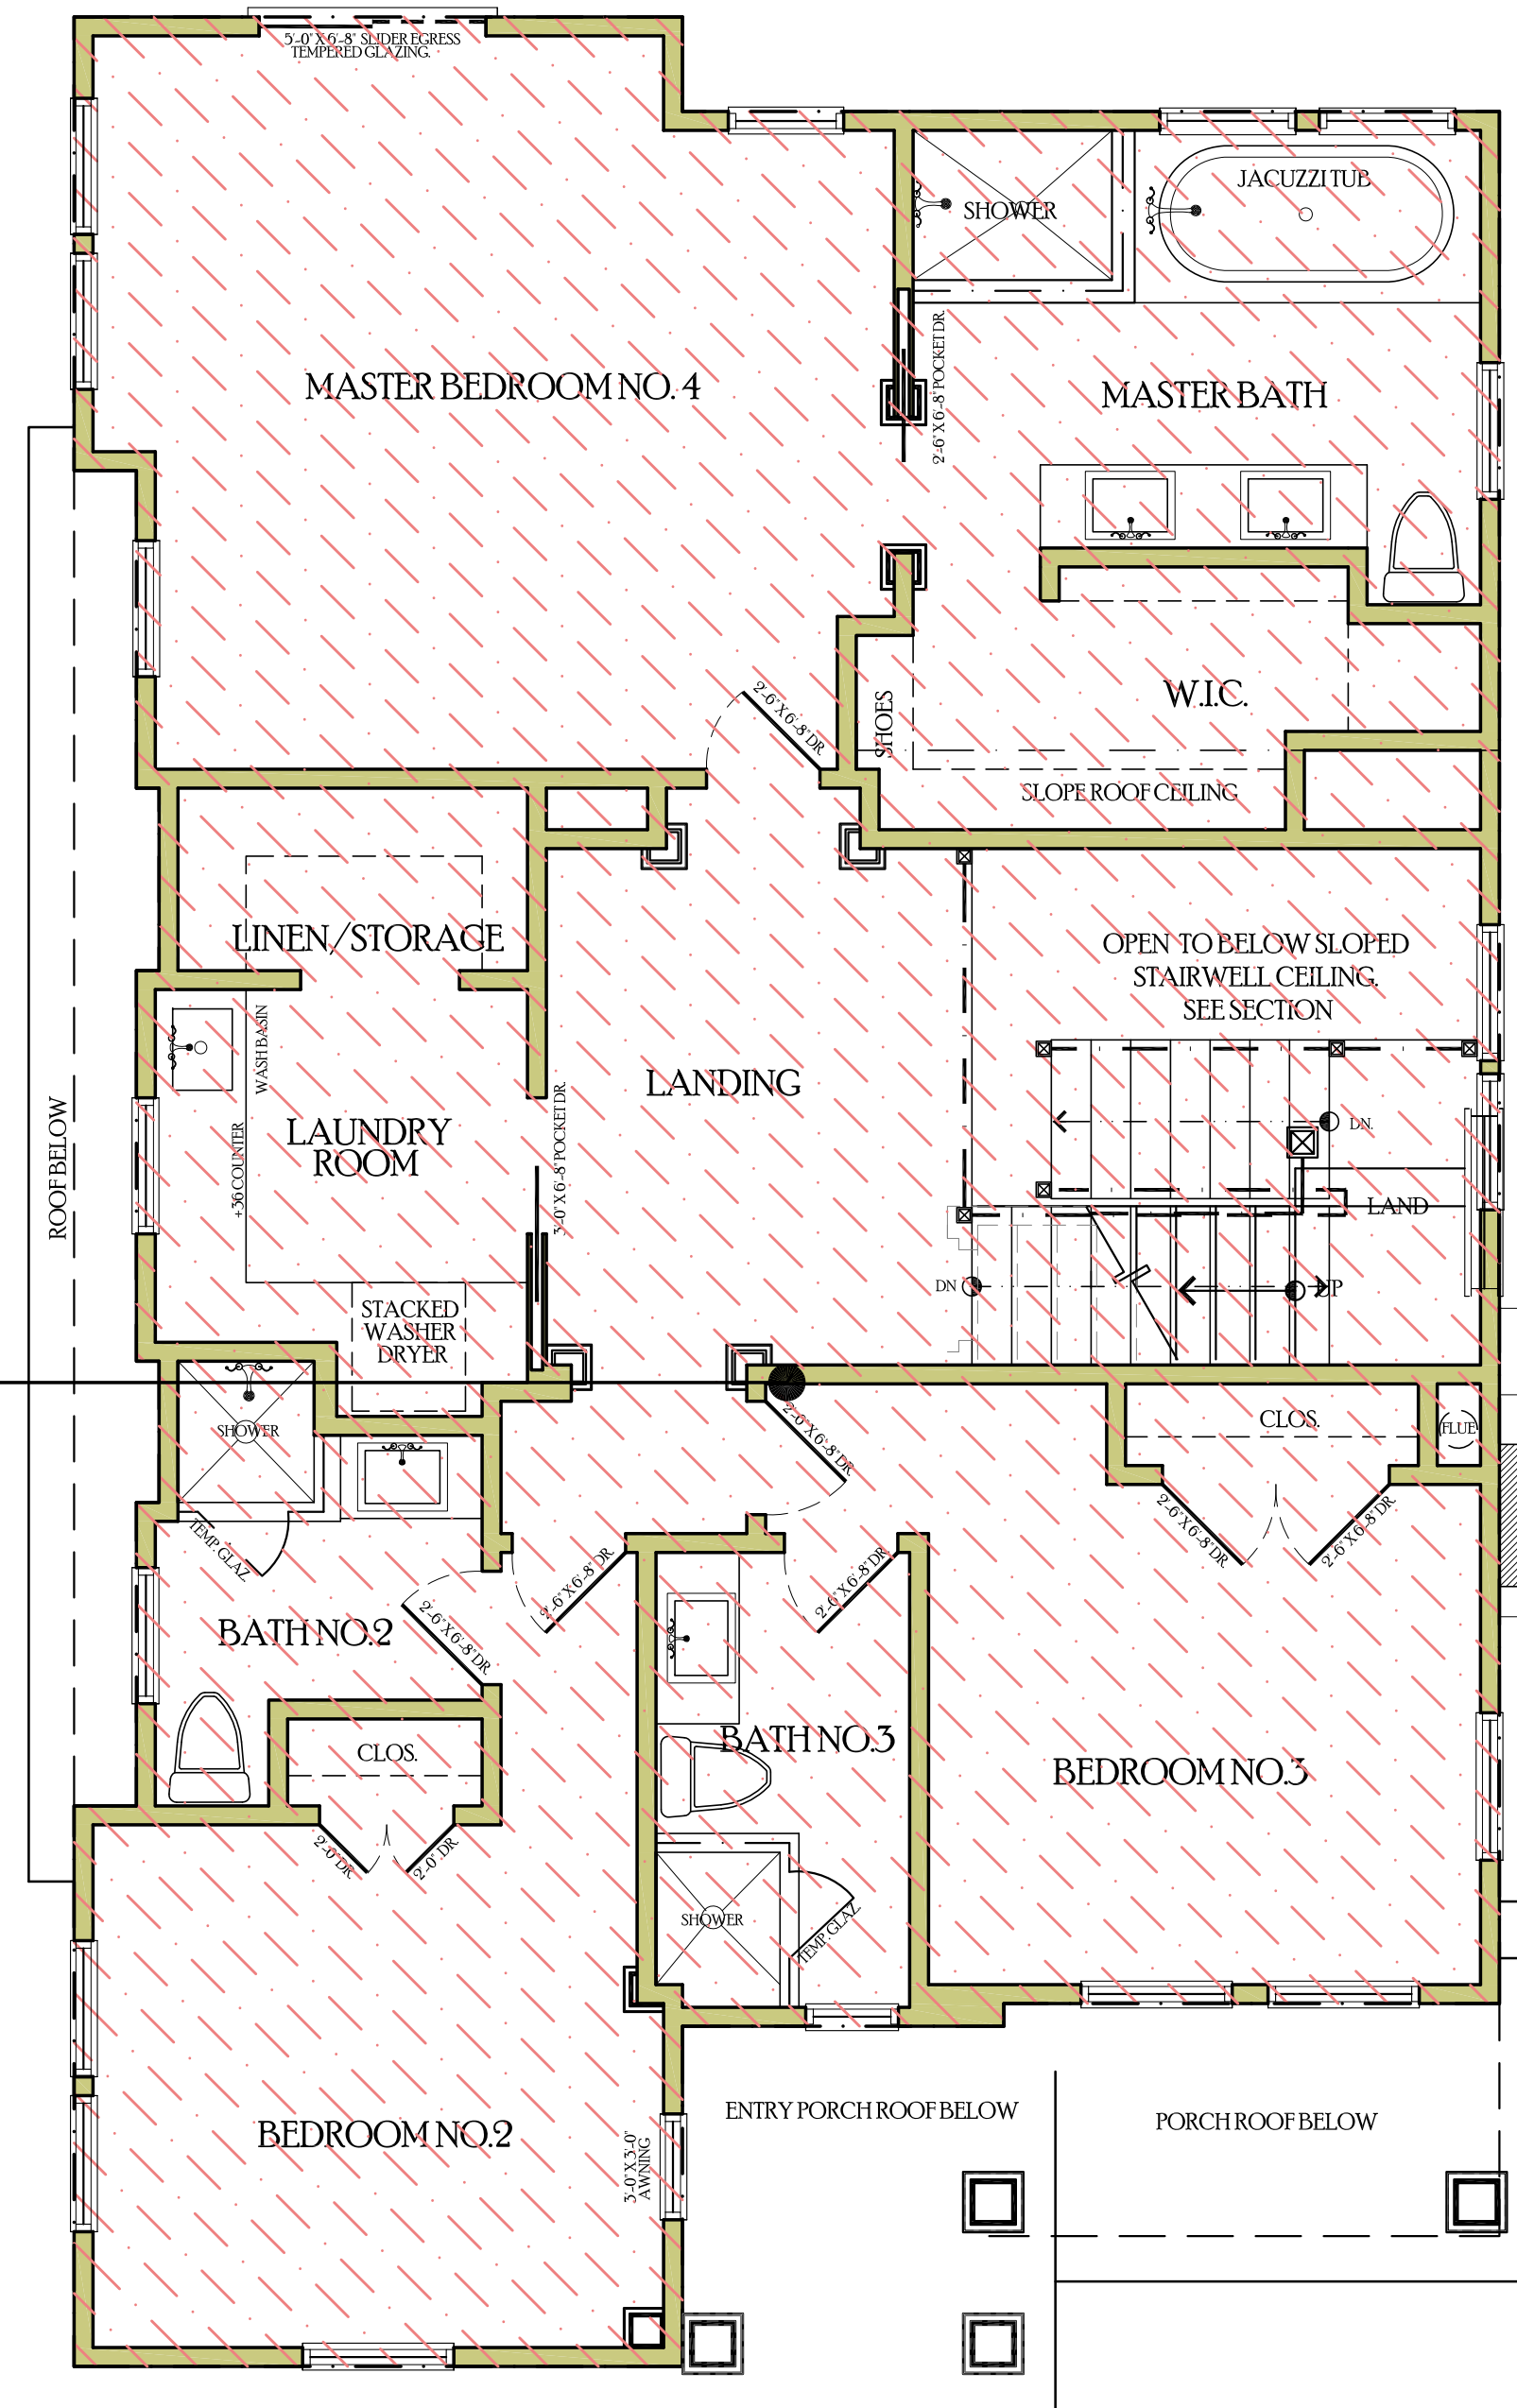 5'-0" X 6'-8" SLIDER EGRESS
TEMPERED GLAZING.
JACUZZI TUB
SHOWER
2'-6" X 6'-8" POCKET DR.
MASTER BEDROOM NO. 4
MASTER BATH
W.I.C.
SHOES
2'-6" X 6'-8" DR.
SLOPE ROOF CEILING
LINEN/STORAGE
OPEN TO BELOW SLOPED
STAIRWELL CEILING.
SEE SECTION
WASH BASIN
LANDING
ROOF BELOW
+36 COUNTER
LAUNDRY
ROOM
3'-0" X 6'-8" POCKET DR.
DN.
LAND
DN
UP
STACKED
WASHER
DRYER
SHOWER
2'-6" X 6'-8" DR.
CLOS.
FLUE
TEMP. GLAZ.
2'-6" X 6'-8" DR.
2'-6" X 6'-8" DR.
2'-6" X 6'-8" DR.
2'-6" X 6'-8" DR.
BATH NO.2
2'-6" X 6'-8" DR.
BATH NO.3
CLOS.
BEDROOM NO.3
2'-0" DR
2'-0" DR
SHOWER
TEMP. GLAZ.
BEDROOM NO.2
3'-0" X 3'-0"
AWNING
ENTRY PORCH ROOF BELOW
PORCH ROOF BELOW